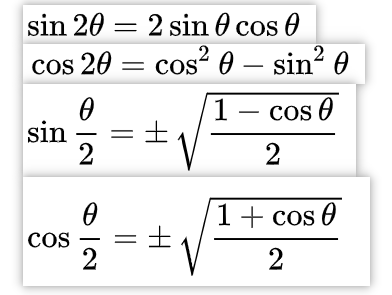 sin 2θ = 2 sin θ cos θ
cos 2θ = cos² θ − sin² θ
sin θ/2 = ± √((1 − cos θ)/2)
cos θ/2 = ± √((1 + cos θ)/2)